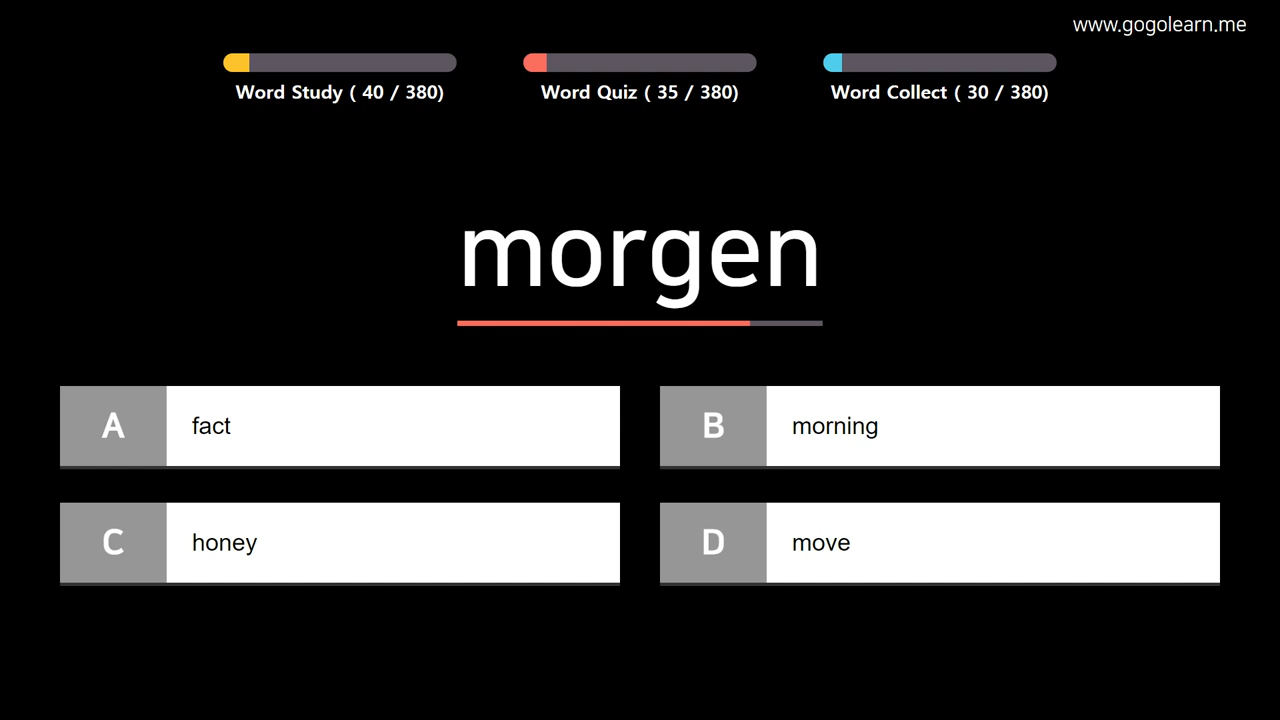 www.gogolearn.me
Word Study ( 40 / 380)
Word Quiz ( 35 / 380)
Word Collect ( 30 / 380)
morgen
A fact
B morning
C honey
D move